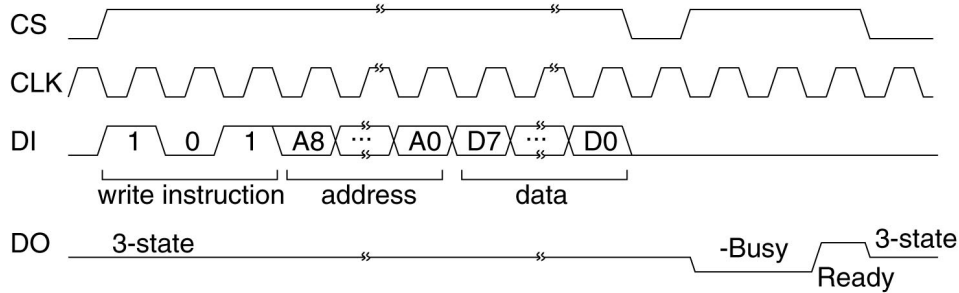 CS
CLK
DI 1 0 1 A8 ... A0 D7 ... D0
write instruction address data
DO 3-state -Busy Ready 3-state